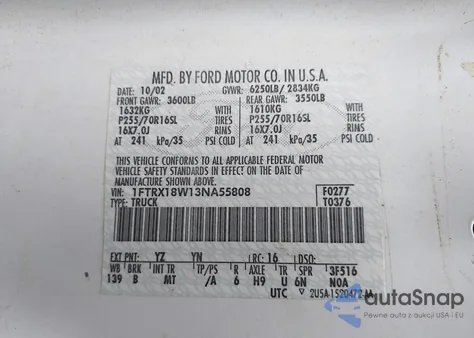 MFD. BY FORD MOTOR CO. IN U.S.A.
DATE: 10/02 GVWR: 6250LB/ 2834KG
FRONT GAWR: 3600LB REAR GAWR: 3550LB
1632KG WITH 1610KG WITH
P255/70R16SL TIRES P255/70R16SL TIRES
16X7.0J RIMS 16X7.0J RIMS
AT 241 kPa/35 PSI COLD AT 241 kPa/35 PSI COLD
THIS VEHICLE CONFORMS TO ALL APPLICABLE FEDERAL MOTOR
VEHICLE SAFETY STANDARDS IN EFFECT ON THE DATE OF
MANUFACTURE SHOWN ABOVE.
VIN: 1FTRX18W13NA55808 F0277
TYPE: TRUCK T0376
EXT PNT: YZ YN RC: 16 DSO:
WB BRK INT TR TP/PS R AXLE TR SPR 3F516
139 B MT /A 6 H9 U 6N NOA
UTC
autoSnap
Pewne auta z USA i EU